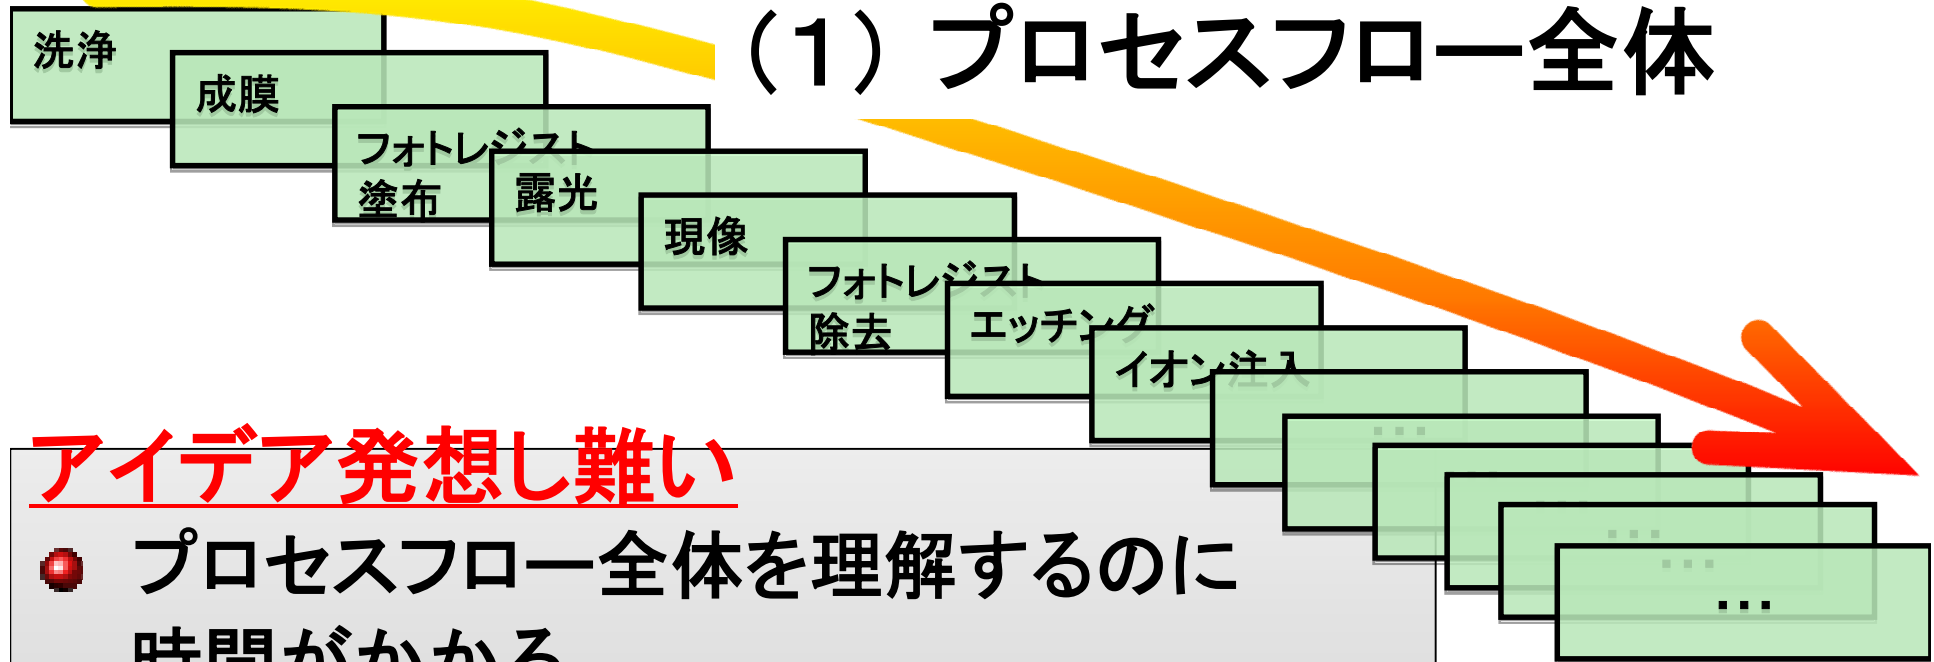 （1）プロセスフロー全体
洗浄
成膜
フォトレジスト
塗布
露光
現像
フォトレジスト
除去
エッチング
イオン注入
...
...
...
...
アイデア発想し難い
プロセスフロー全体を理解するのに
時間がかかる